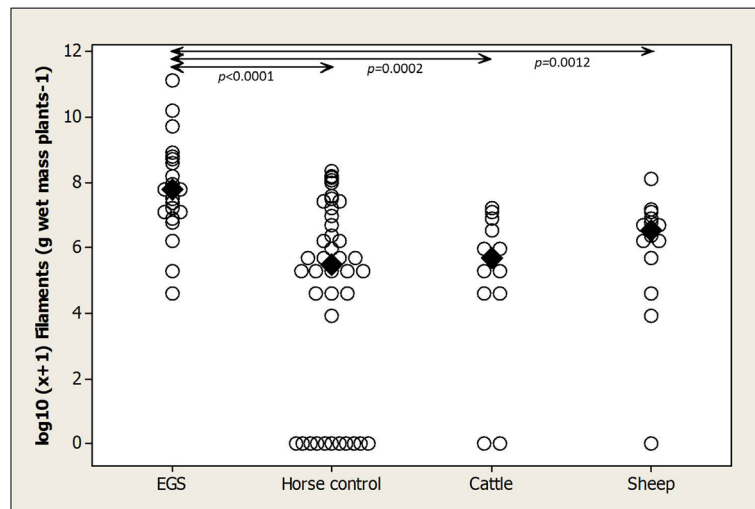 log10 (x+1) Filaments (g wet mass plants-1)
12
10
8
6
4
2
0
p<0.0001
p=0.0002
p=0.0012
EGS Horse control Cattle Sheep